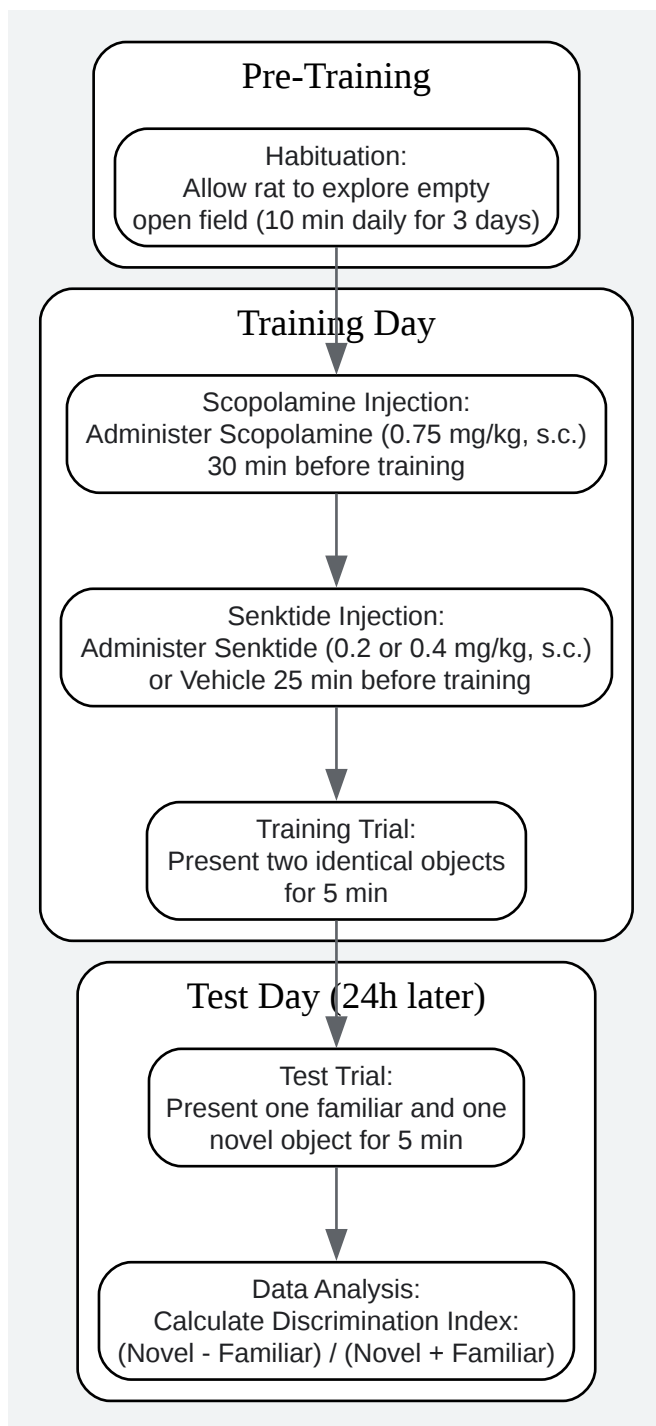 Pre-Training
Habituation:
Allow rat to explore empty
open field (10 min daily for 3 days)
Training Day
Scopolamine Injection:
Administer Scopolamine (0.75 mg/kg, s.c.)
30 min before training
Senktide Injection:
Administer Senktide (0.2 or 0.4 mg/kg, s.c.)
or Vehicle 25 min before training
Training Trial:
Present two identical objects
for 5 min
Test Day (24h later)
Test Trial:
Present one familiar and one
novel object for 5 min
Data Analysis:
Calculate Discrimination Index:
(Novel - Familiar) / (Novel + Familiar)